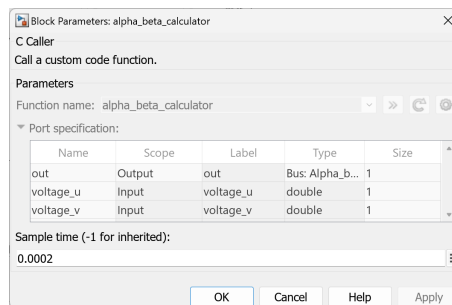 Block Parameters: alpha_beta_calculator
C Caller
Call a custom code function.
Parameters
Function name: alpha_beta_calculator
Port specification:
Name Scope Label Type Size
out Output out Bus: Alpha_b... 1
voltage_u Input voltage_u double 1
voltage_v Input voltage_v double 1
Sample time (-1 for inherited):
0.0002
OK Cancel Help Apply